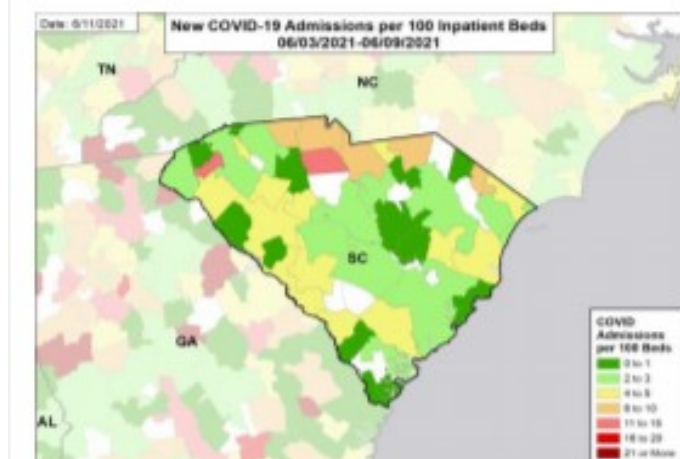 Date: 6/11/2021
New COVID-19 Admissions per 100 Inpatient Beds
06/03/2021-06/09/2021
TN
NC
SC
GA
AL
COVID
Admissions
per 100 Beds
0 to 1
2 to 3
4 to 5
6 to 10
11 to 15
16 to 20
21 or More